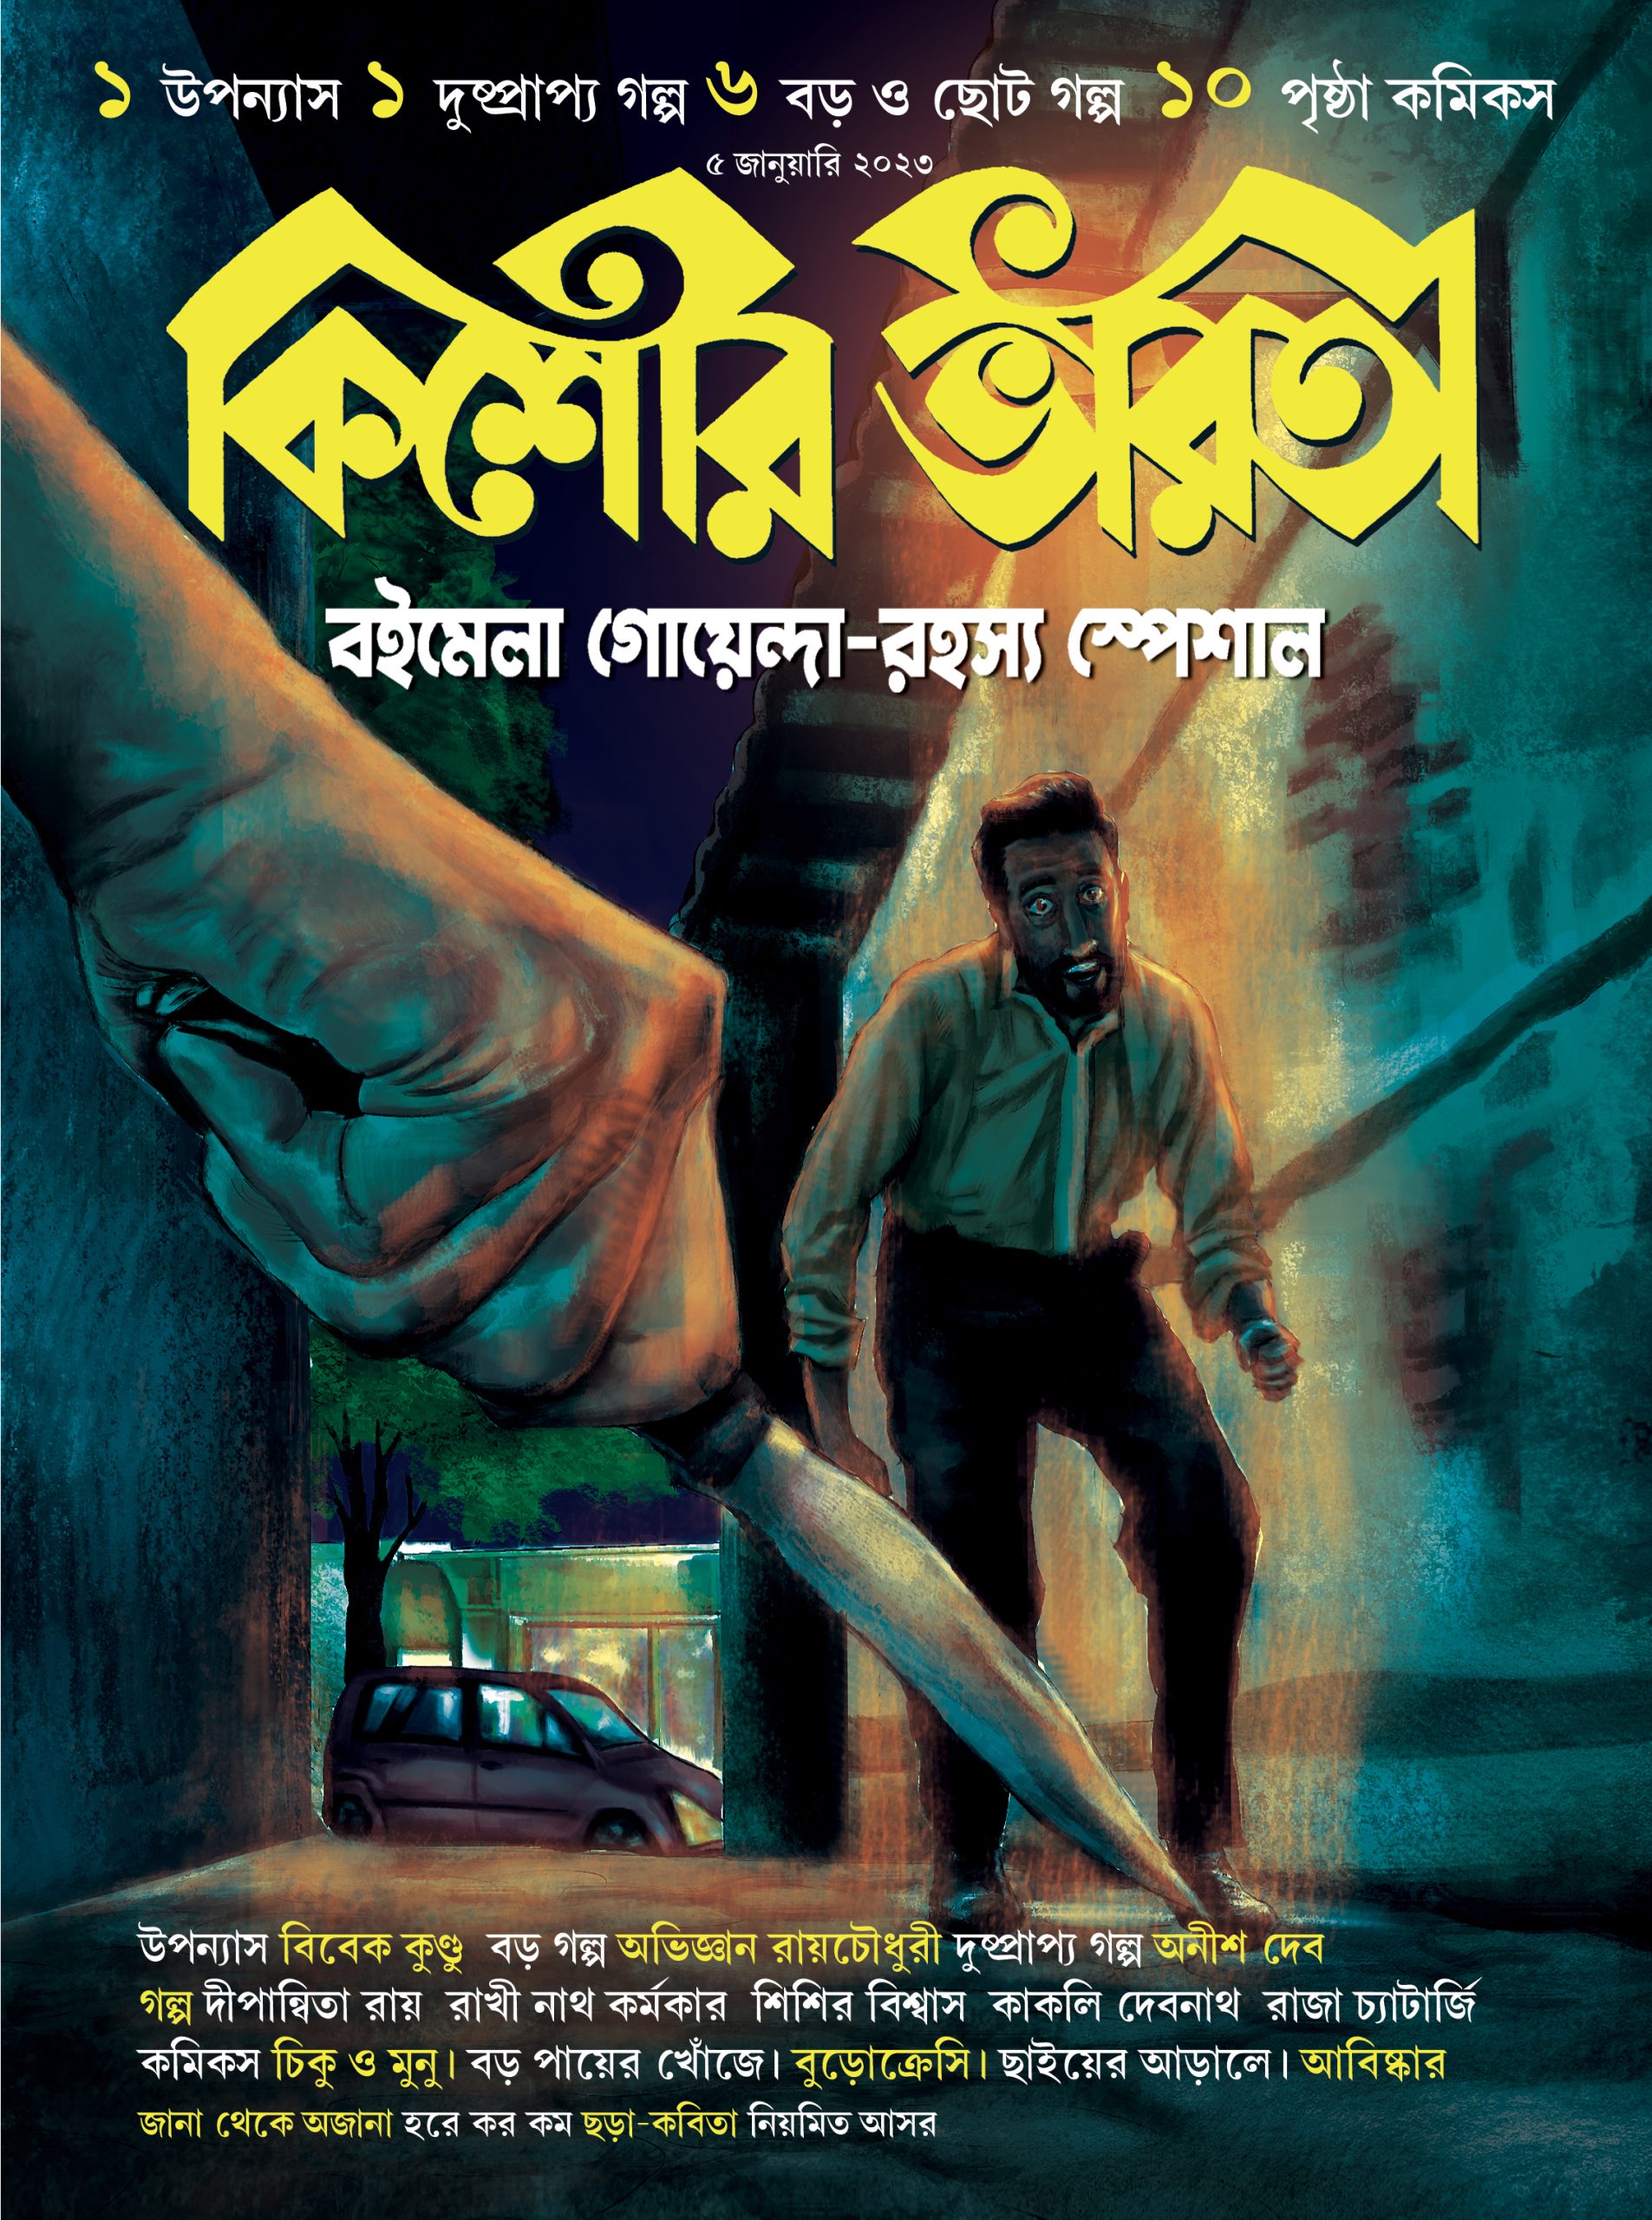 ১ উপন্যাস ১ দুষ্প্রাপ্য গল্প ৬ বড় ও ছোট গল্প ১০ পৃষ্ঠা কমিকস
৫ জানুয়ারি ২০২৩
কিশোর ভারতী
বইমেলা গোয়েন্দা-রহস্য স্পেশাল
উপন্যাস বিবেক কুণ্ডু বড় গল্প অভিজ্ঞান রায়চৌধুরী দুষ্প্রাপ্য গল্প অনীশ দেব
গল্প দীপান্বিতা রায় রাখী নাথ কর্মকার শিশির বিশ্বাস কাকলি দেবনাথ রাজা চ্যাটার্জি
কমিকস চিকু ও মুনু। বড় পায়ের খোঁজে। বুড়োক্রেসি। ছাইয়ের আড়ালে। আবিষ্কার
জানা থেকে অজানা হরে কর কম ছড়া-কবিতা নিয়মিত আসর